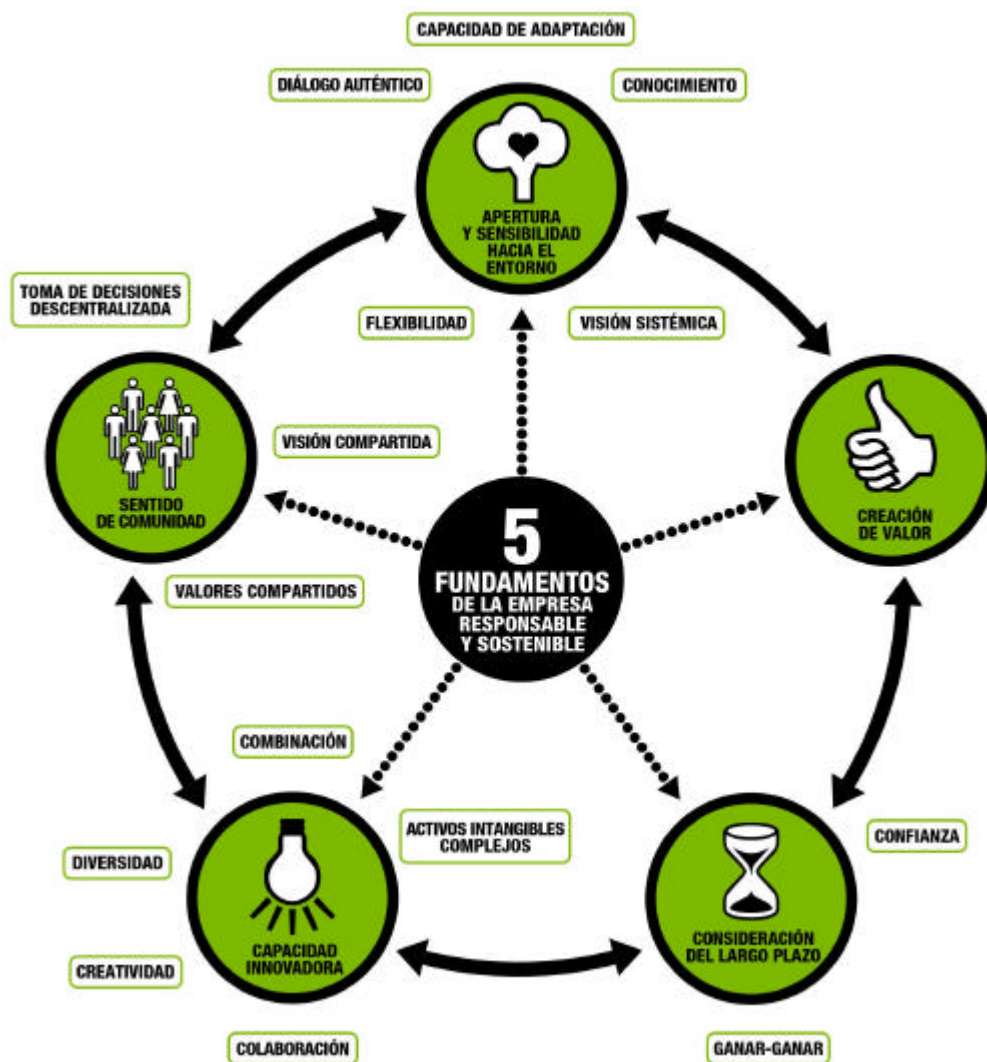 CAPACIDAD DE ADAPTACIÓN
DIÁLOGO AUTÉNTICO
CONOCIMIENTO
APERTURA
Y SENSIBILIDAD
HACIA EL
ENTORNO
TOMA DE DECISIONES
DESCENTRALIZADA
FLEXIBILIDAD
VISIÓN SISTÉMICA
VISIÓN COMPARTIDA
SENTIDO
DE COMUNIDAD
CREACIÓN
DE VALOR
5
FUNDAMENTOS
DE LA EMPRESA
RESPONSABLE
Y SOSTENIBLE
VALORES COMPARTIDOS
COMBINACIÓN
ACTIVOS INTANGIBLES
COMPLEJOS
CONFIANZA
DIVERSIDAD
CAPACIDAD
INNOVADORA
CONSIDERACIÓN
DEL LARGO PLAZO
CREATIVIDAD
COLABORACIÓN
GANAR-GANAR